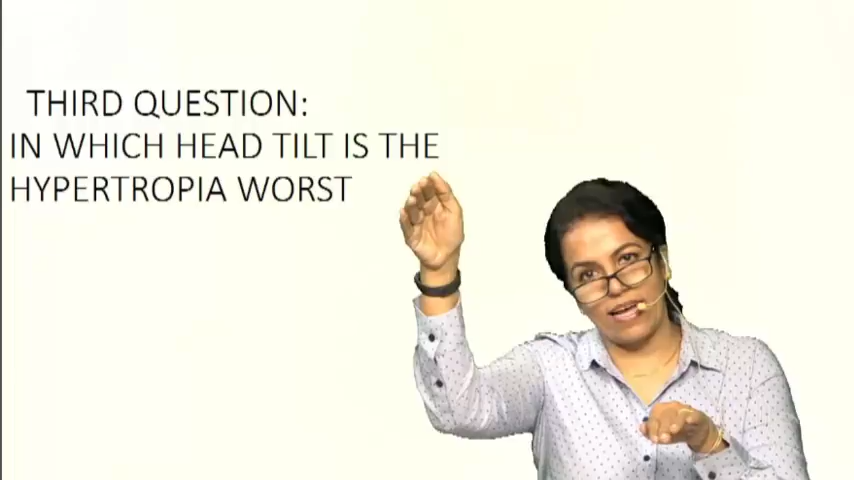 THIRD QUESTION:
IN WHICH HEAD TILT IS THE
HYPERTROPIA WORST